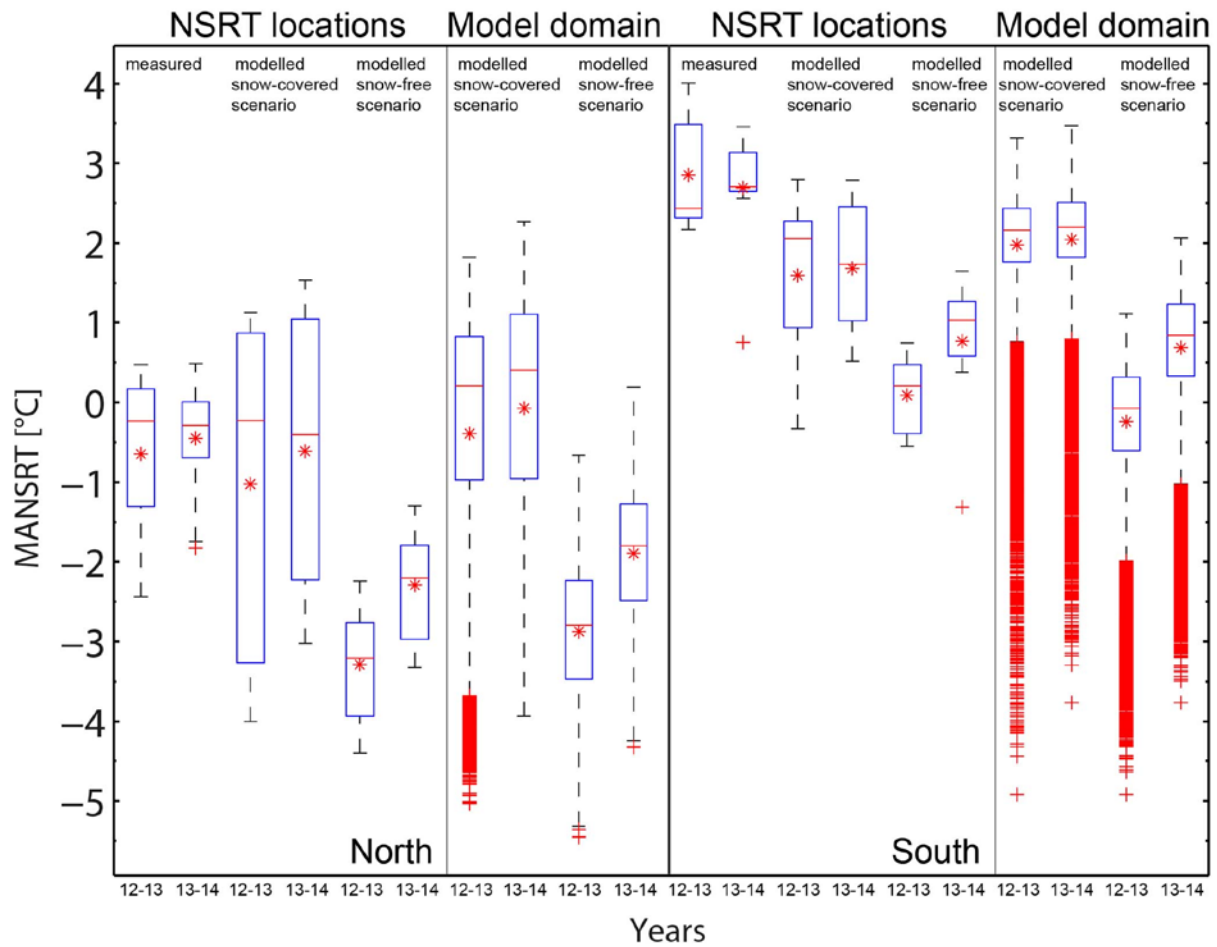 NSRT locations Model domain NSRT locations Model domain
measured modelled modelled modelled modelled measured modelled modelled modelled modelled
snow-covered snow-free snow-covered snow-free snow-covered snow-free snow-covered snow-free
scenario scenario scenario scenario scenario scenario scenario scenario
4
3
2
1
0
−1
−2
−3
−4
−5
MANSRT [°C]
North South
12-13 13-14 12-13 13-14 12-13 13-14 12-13 13-14 12-13 13-14 12-13 13-14 12-13 13-14 12-13 13-14 12-13 13-14 12-13 13-14
Years